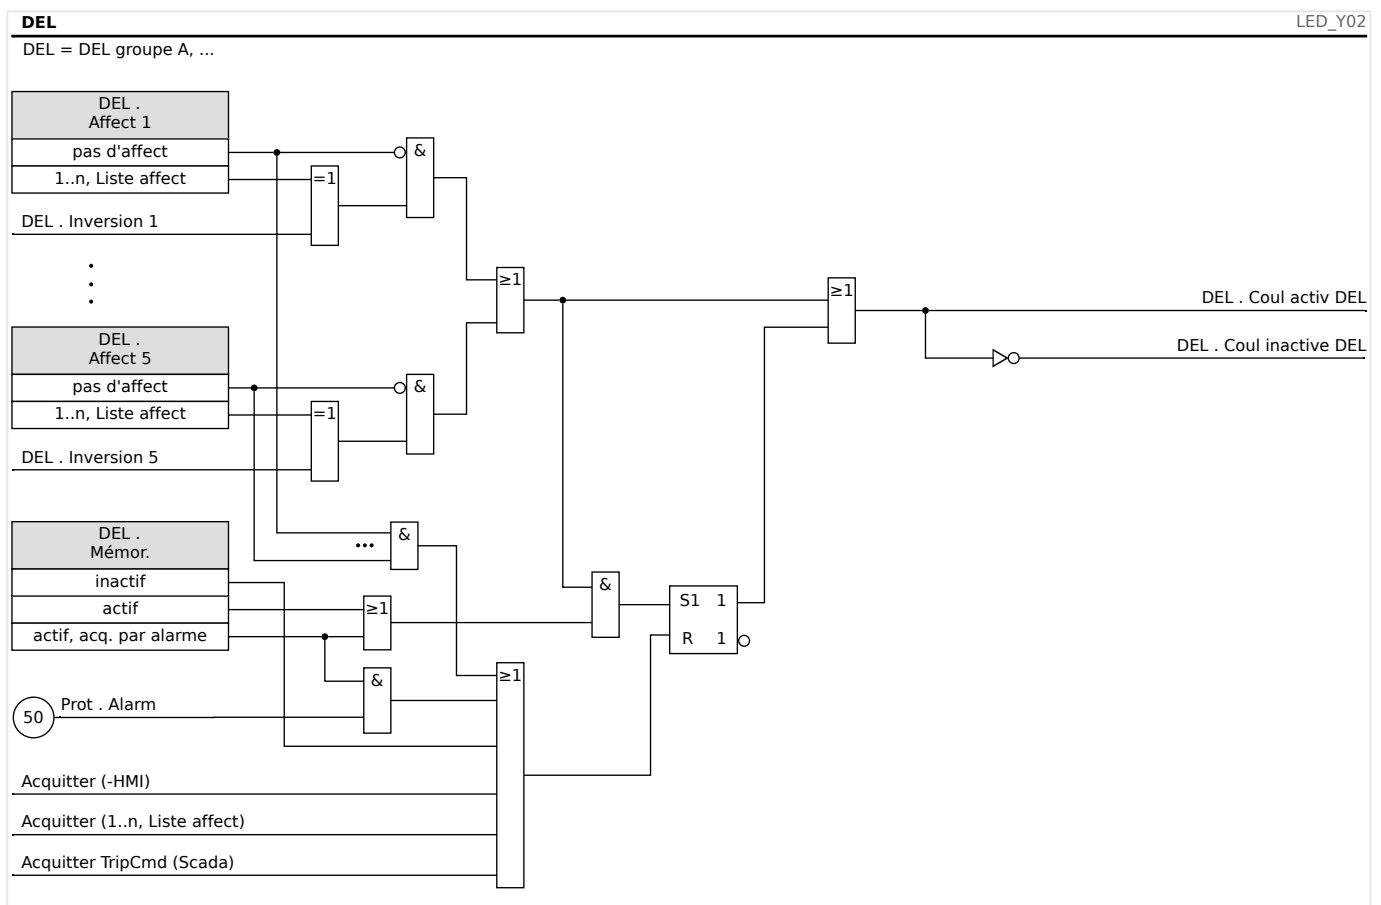 DEL
LED_Y02
DEL = DEL groupe A, ...
DEL .
Affect 1
pas d'affect
1..n, Liste affect
DEL . Inversion 1
=1
&
DEL .
Affect 5
pas d'affect
1..n, Liste affect
DEL . Inversion 5
=1
&
≥1
≥1
DEL . Coul activ DEL
DEL . Coul inactive DEL
DEL .
Mémor.
inactif
actif
actif, acq. par alarme
...
&
≥1
&
&
S1 1
R 1
50
Prot . Alarm
≥1
Acquitter (-HMI)
Acquitter (1..n, Liste affect)
Acquitter TripCmd (Scada)